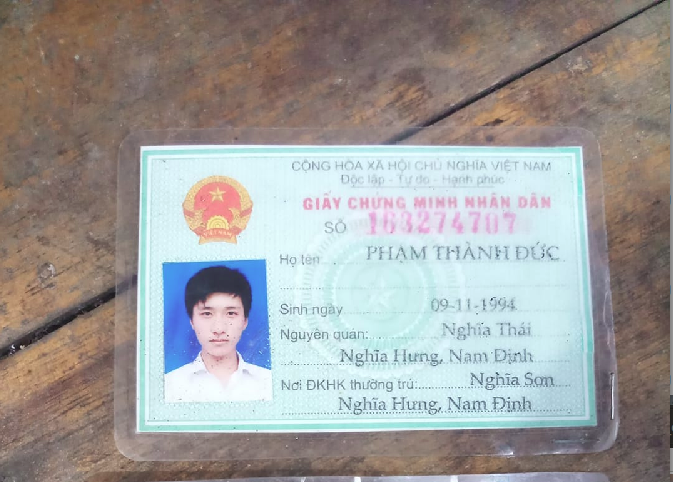 CỘNG HÒA XÃ HỘI CHỦ NGHĨA VIỆT NAM
Độc lập - Tự do - Hạnh phúc
GIẤY CHỨNG MINH NHÂN DÂN
SỐ 163274707
Họ tên PHẠM THÀNH ĐỨC
Sinh ngày 09-11-1994
Nguyên quán: Nghĩa Thái
Nghĩa Hưng, Nam Định
Nơi ĐKHK thường trú: Nghĩa Sơn
Nghĩa Hưng, Nam Định
VIỆT NAM